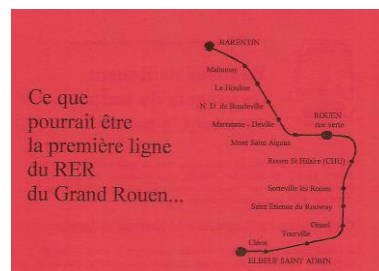 Ce que
pourrait être
la première ligne
du RER
du Grand Rouen...
BARENTIN
Malaunay
Le Houlme
N. D. de Bondeville
Maromme - Déville
Mont Saint Aignan
ROUEN
rue verte
Rouen St Hilaire (CHU)
Sotteville lès Rouen
Saint Etienne du Rouvray
Oissel
Tourville
Cléon
ELBEUF SAINT AUBIN